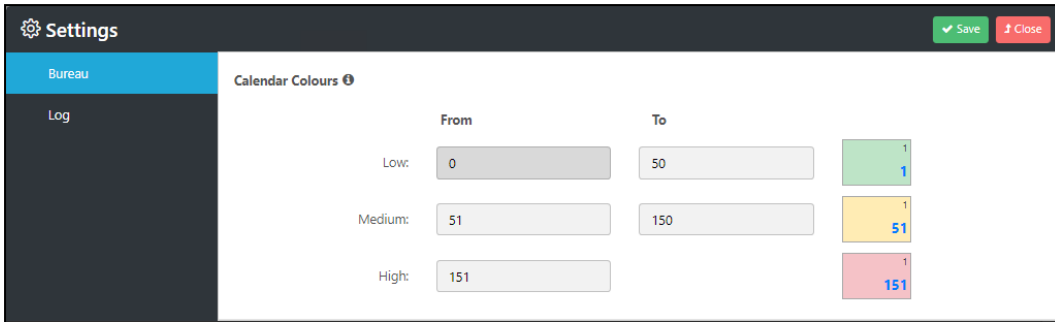 Settings
Save
Close
Bureau
Log
Calendar Colours
From To
Low: 0 50 1
1
Medium: 51 150 1
51
High: 151 1
151